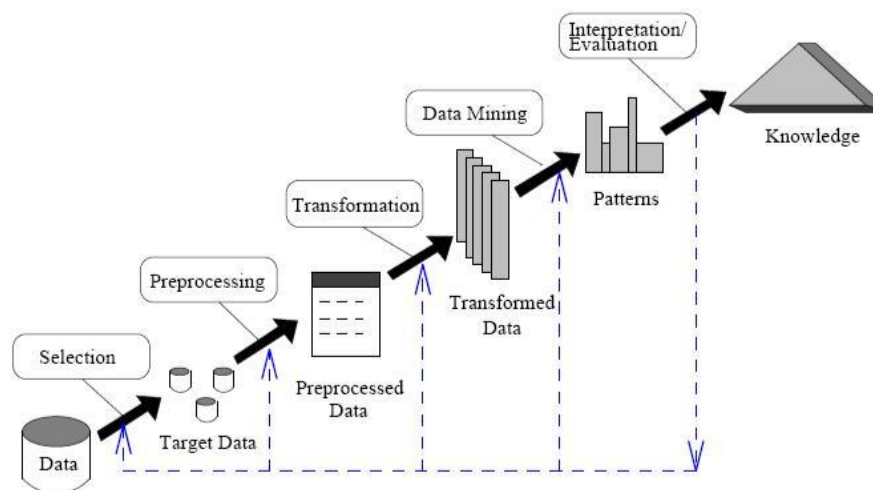 Interpretation/
Evaluation
Data Mining
Knowledge
Transformation
Patterns
Preprocessing
Transformed
Data
Selection
Preprocessed
Data
Target Data
Data